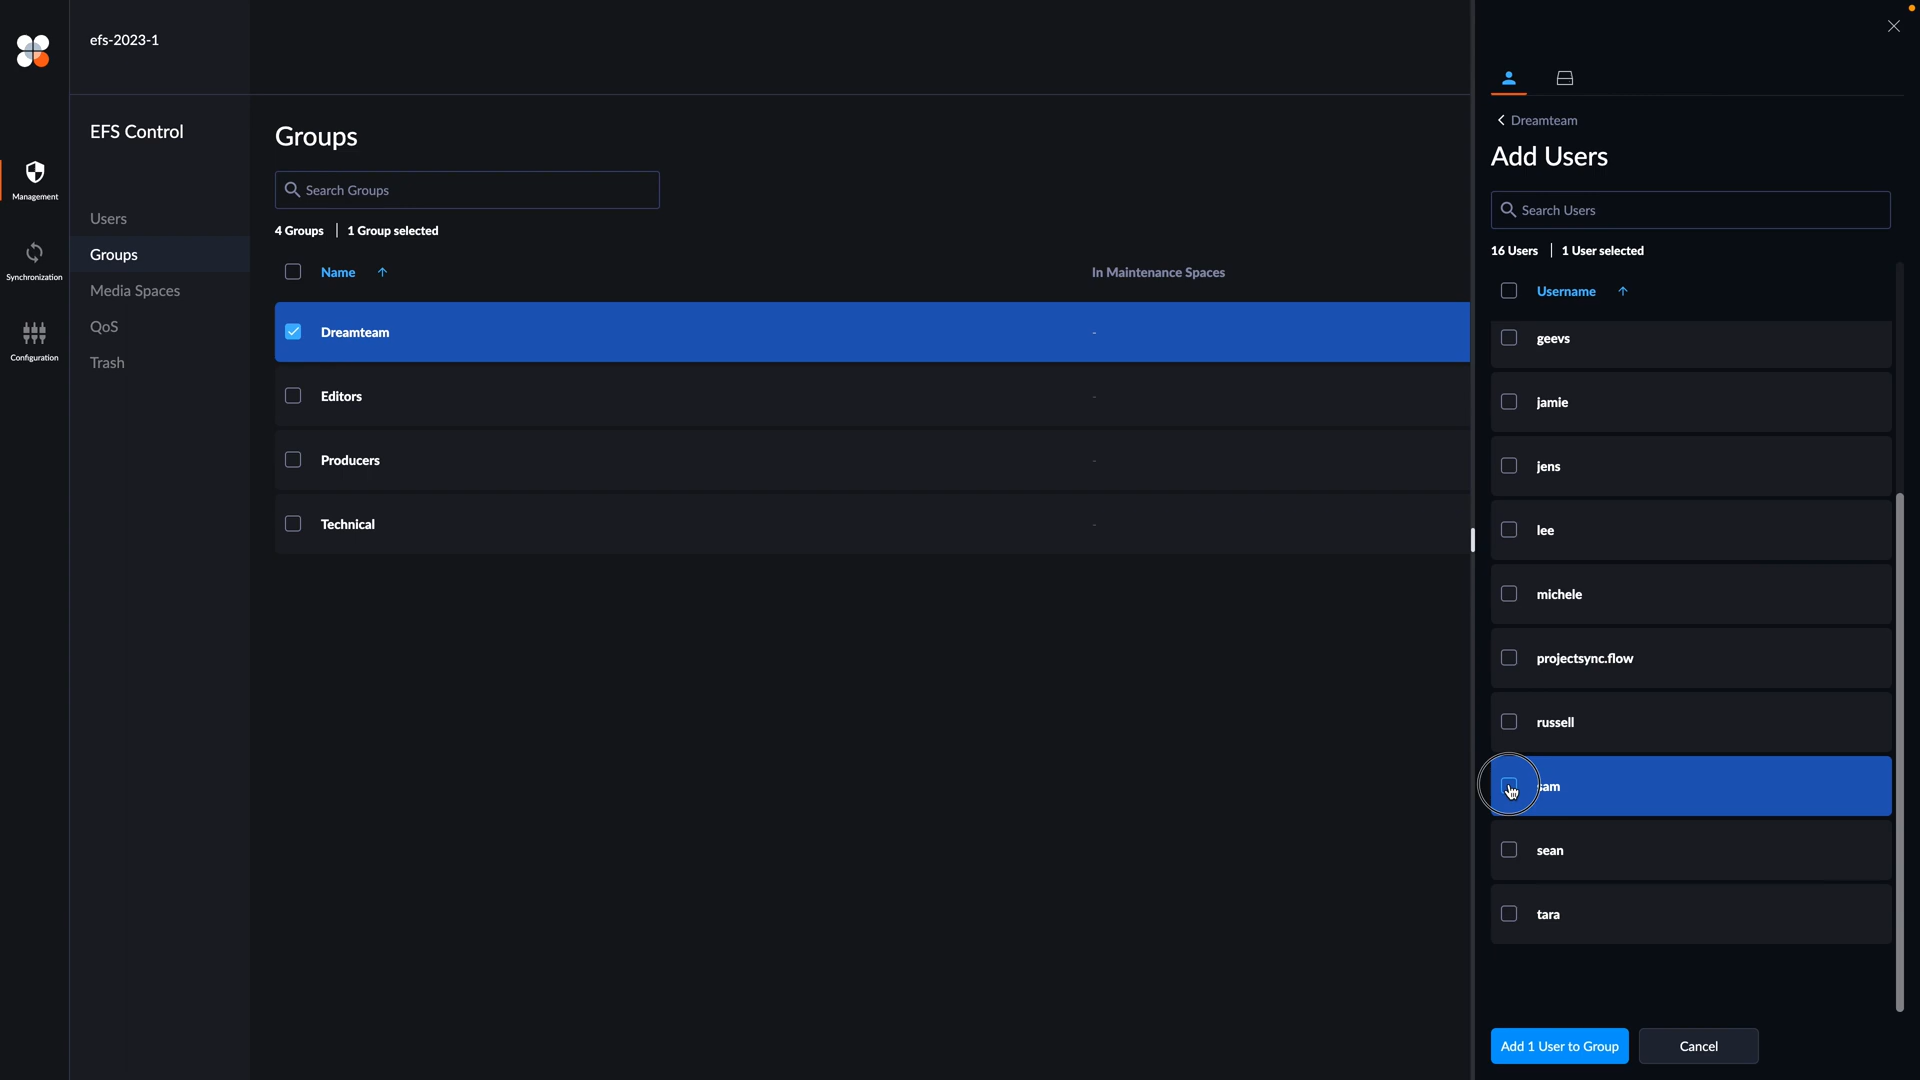 efs-2023-1
EFS Control
Management
Synchronization
Configuration
Users
Groups
Media Spaces
QoS
Trash
Groups
Search Groups
4 Groups 1 Group selected
Name ↑ In Maintenance Spaces
Dreamteam -
Editors -
Producers -
Technical -
Dreamteam
Add Users
Search Users
16 Users 1 User selected
Username ↑
geevs
jamie
jens
lee
michele
projectsync.flow
russell
sam
sean
tara
Add 1 User to Group Cancel